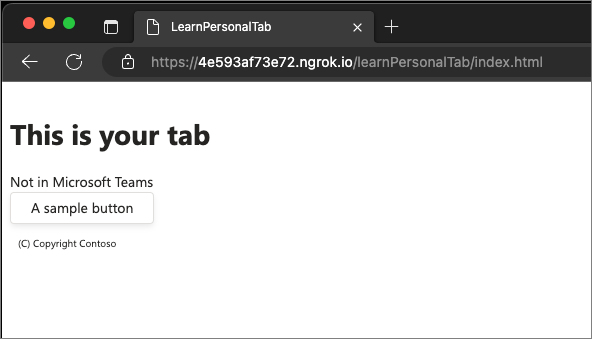 LearnPersonalTab
https://4e593af73e72.ngrok.io/learnPersonalTab/index.html
This is your tab
Not in Microsoft Teams
A sample button
(C) Copyright Contoso